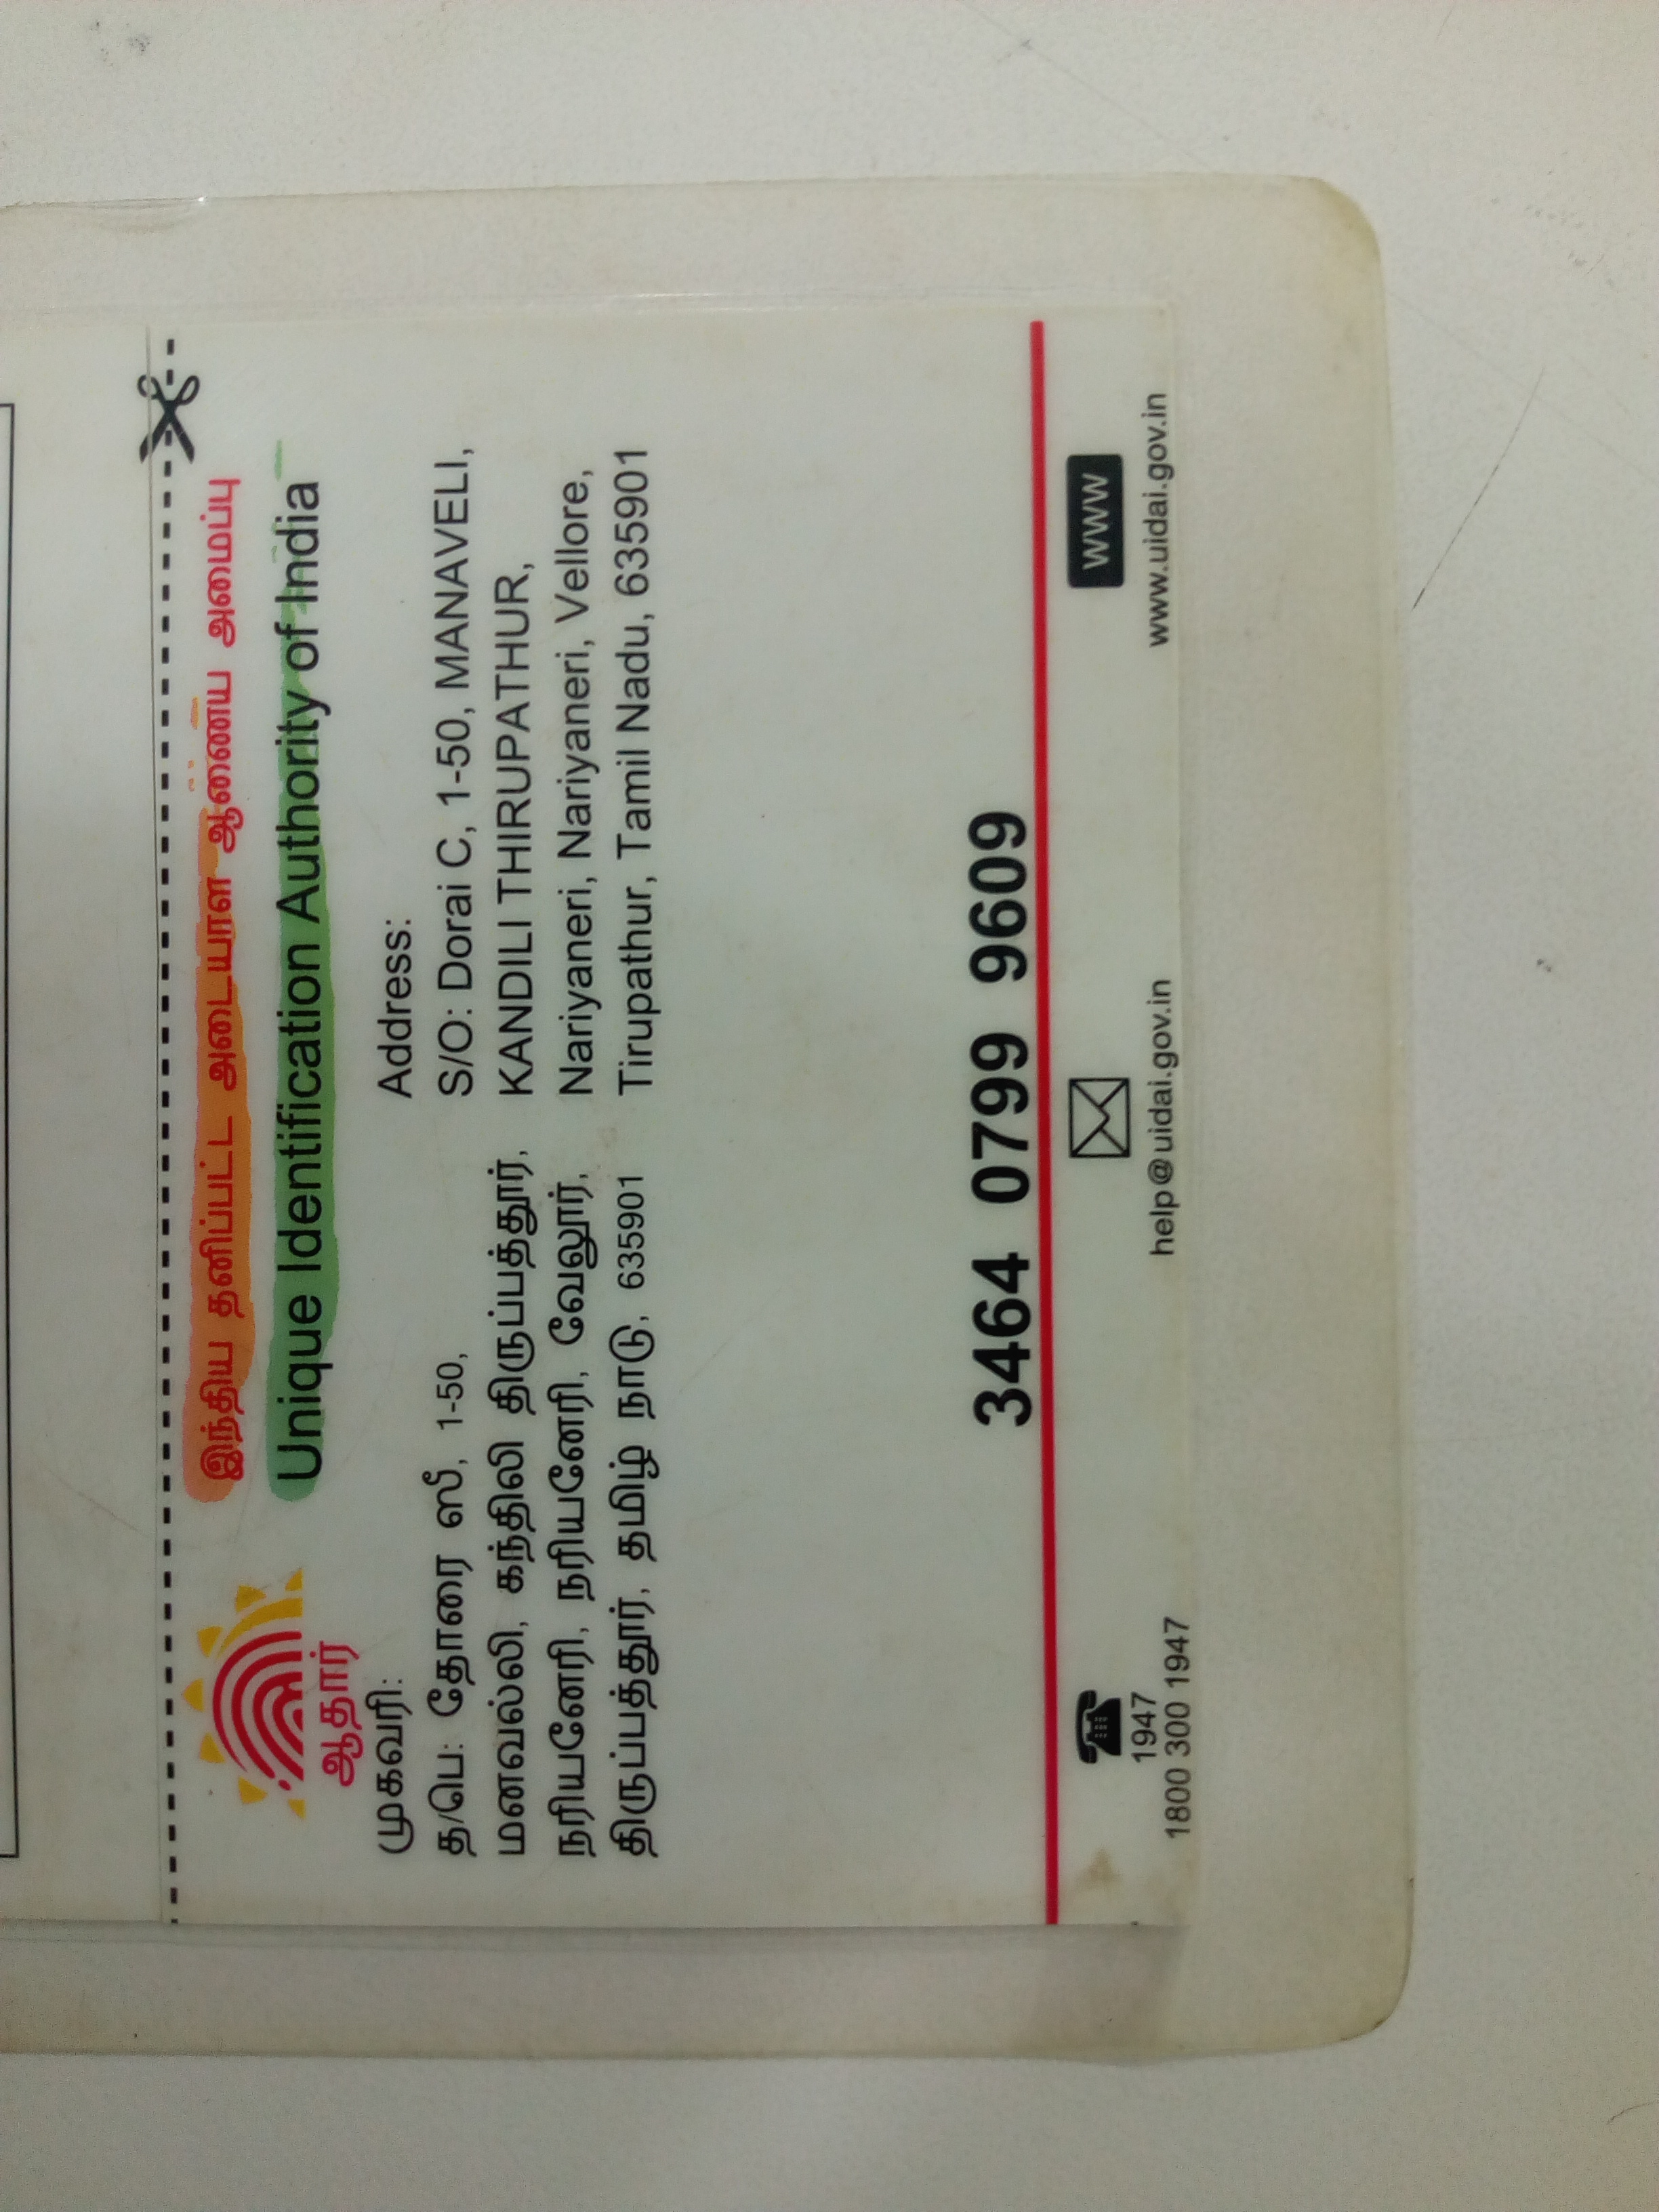 இந்திய தனிப்பட்ட அடையாள ஆணைய அமைப்பு
Unique Identification Authority of India
ஆதார்
முகவரி:
த/பெ: தோரை ஸீ, 1-50,
மனவல்லி, கந்திலி திருப்பத்தூர்,
நரியனேரி, நரியனேரி, வேலூர்,
திருப்பத்தூர், தமிழ் நாடு, 635901
Address:
S/O: Dorai C, 1-50, MANAVELI,
KANDILI THIRUPATHUR,
Nariyaneri, Nariyaneri, Vellore,
Tirupathur, Tamil Nadu, 635901
3464 0799 9609
1947
1800 300 1947
help@uidai.gov.in
WWW
www.uidai.gov.in